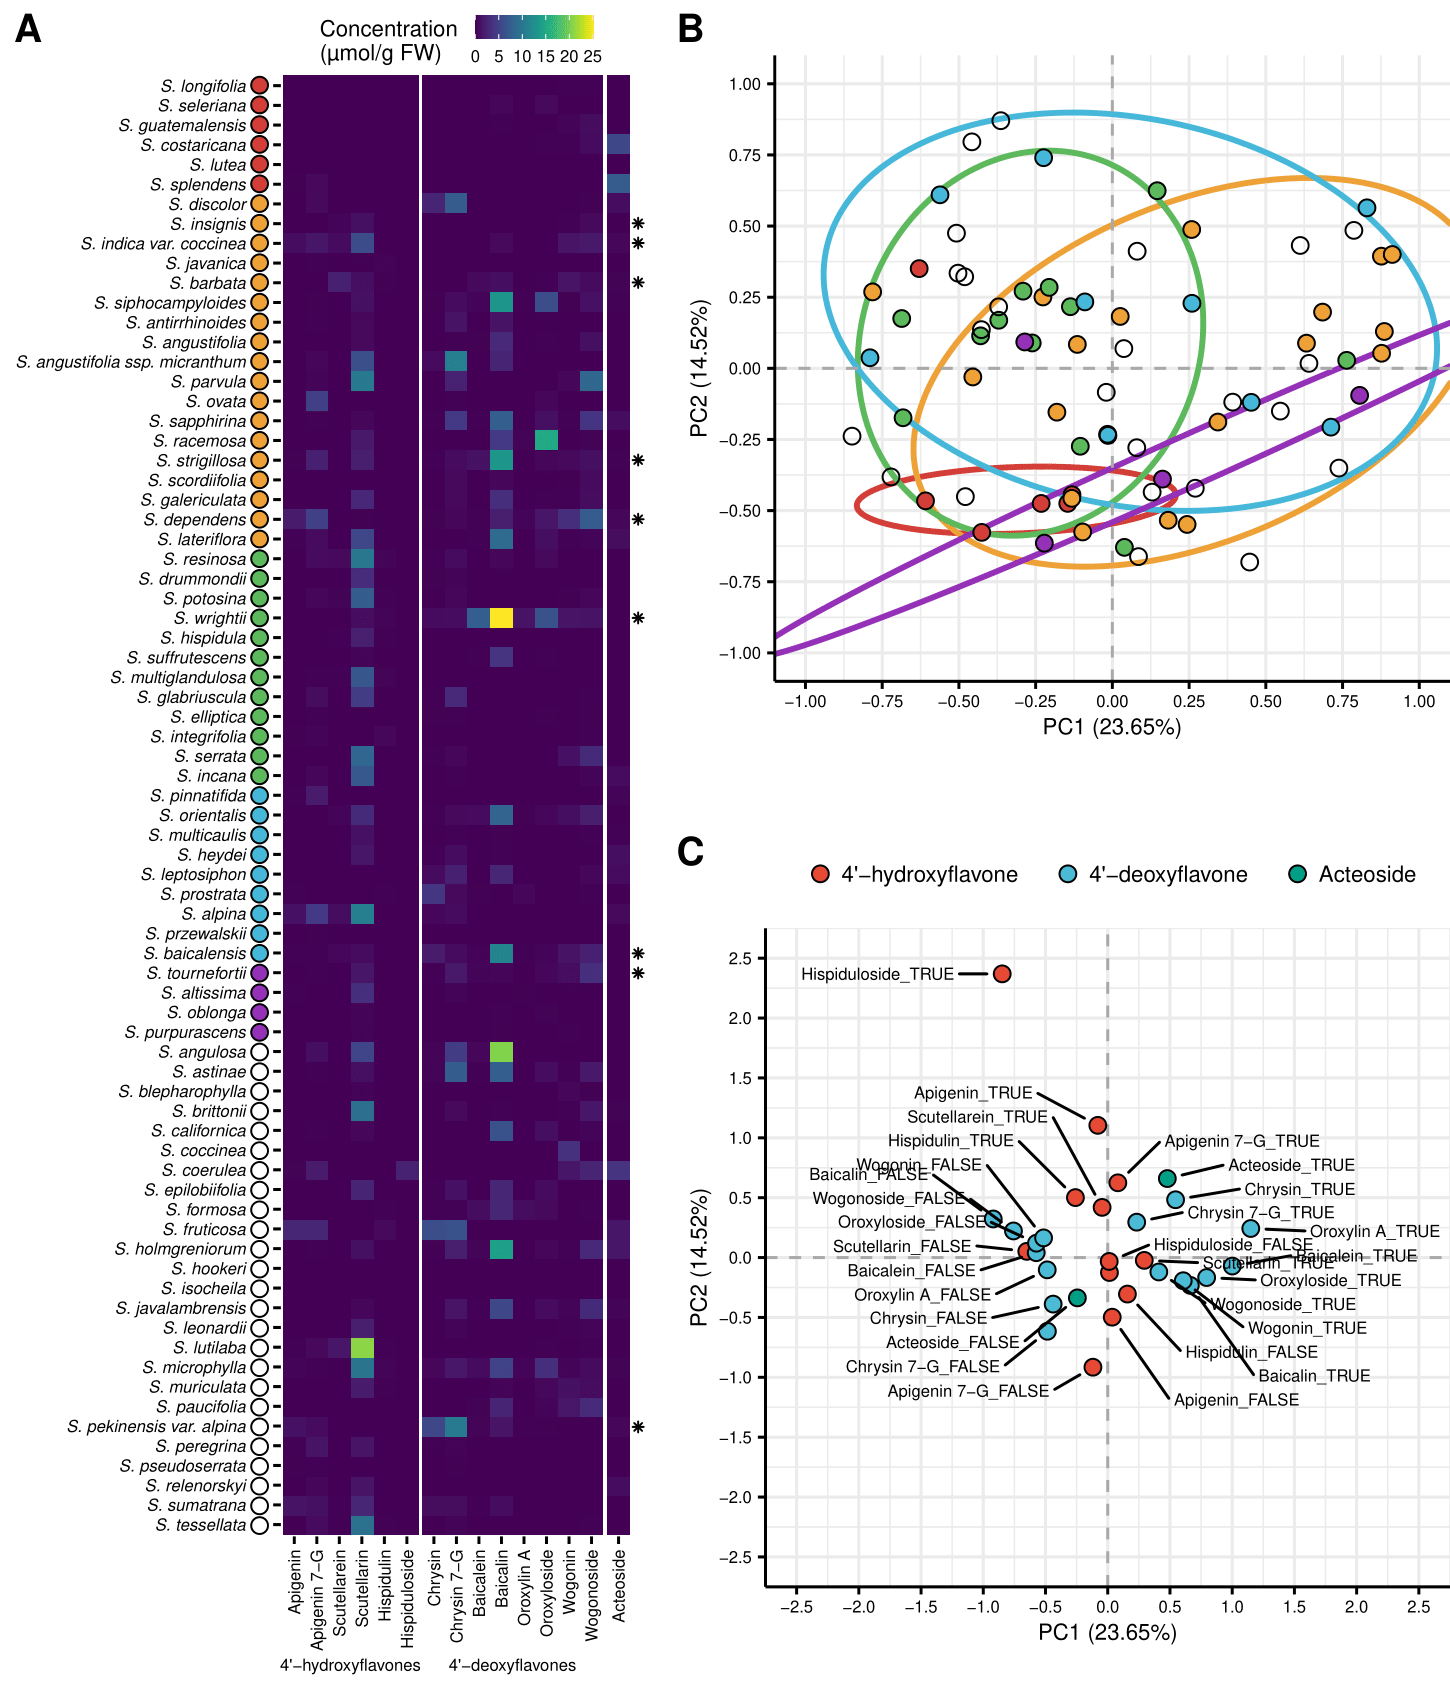 A
Concentration
(μmol/g FW)
0 5 10 15 20 25
S. longifolia
S. seleriana
S. guatemalensis
S. costaricana
S. lutea
S. splendens
S. discolor
S. insignis *
S. indica var. coccinea *
S. javanica
S. barbata *
S. siphocampyloides
S. antirrhinoides
S. angustifolia
S. angustifolia ssp. micranthum
S. parvula
S. ovata
S. sapphirina
S. racemosa
S. strigillosa *
S. scordiifolia
S. galericulata
S. dependens *
S. lateriflora
S. resinosa
S. drummondii
S. potosina
S. wrightii *
S. hispidula
S. suffrutescens
S. multiglandulosa
S. glabriuscula
S. elliptica
S. integrifolia
S. serrata
S. incana
S. pinnatifida
S. orientalis
S. multicaulis
S. heydei
S. leptosiphon
S. prostrata
S. alpina
S. przewalskii
S. baicalensis *
S. tournefortii *
S. altissima
S. oblonga
S. purpurascens
S. angulosa
S. astinae
S. blepharophylla
S. brittonii
S. californica
S. coccinea
S. coerulea
S. epilobiifolia
S. formosa
S. fruticosa
S. holmgreniorum
S. hookeri
S. isocheila
S. javalambrensis
S. leonardii
S. lutilaba
S. microphylla
S. muriculata
S. paucifolia
S. pekinensis var. alpina *
S. peregrina
S. pseudoserrata
S. relenorskyi
S. sumatrana
S. tessellata
Apigenin
Apigenin 7−G
Scutellarein
Scutellarin
Hispidulin
Hispiduloside
Chrysin
Chrysin 7−G
Baicalein
Baicalin
Oroxylin A
Oroxyloside
Wogonin
Wogonoside
Acteoside
4'−hydroxyflavones
4'−deoxyflavones
B
PC2 (14.52%)
1.00
0.75
0.50
0.25
0.00
−0.25
−0.50
−0.75
−1.00
−1.00 −0.75 −0.50 −0.25 0.00 0.25 0.50 0.75 1.00
PC1 (23.65%)
C
4'−hydroxyflavone
4'−deoxyflavone
Acteoside
PC2 (14.52%)
2.5
2.0
1.5
1.0
0.5
0.0
−0.5
−1.0
−1.5
−2.0
−2.5
Hispiduloside_TRUE
Apigenin_TRUE
Scutellarein_TRUE
Hispidulin_TRUE
Wogonin_FALSE
Baicalin_FALSE
Wogonoside_FALSE
Oroxyloside_FALSE
Scutellarin_FALSE
Baicalein_FALSE
Oroxylin A_FALSE
Chrysin_FALSE
Acteoside_FALSE
Chrysin 7−G_FALSE
Apigenin 7−G_FALSE
Apigenin 7−G_TRUE
Acteoside_TRUE
Chrysin_TRUE
Chrysin 7−G_TRUE
Oroxylin A_TRUE
Hispiduloside_FALSE
Baicalein_TRUE
Scutellarin_TRUE
Oroxyloside_TRUE
Wogonoside_TRUE
Wogonin_TRUE
Hispidulin_FALSE
Baicalin_TRUE
Apigenin_FALSE
−2.5 −2.0 −1.5 −1.0 −0.5 0.0 0.5 1.0 1.5 2.0 2.5
PC1 (23.65%)